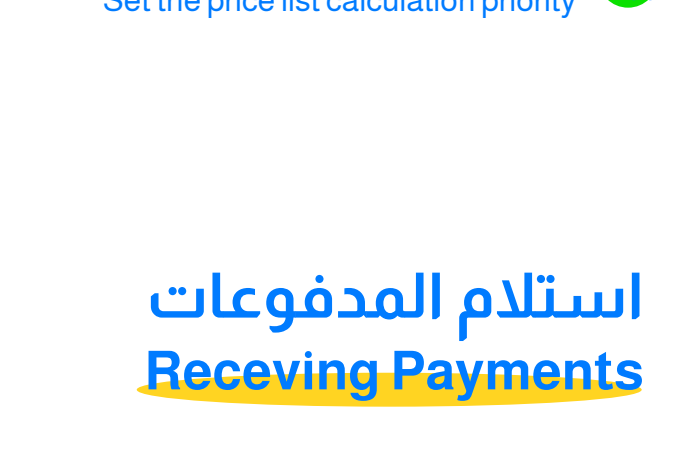 Set the price list calculation priority
استلام المدفوعات
Receving Payments